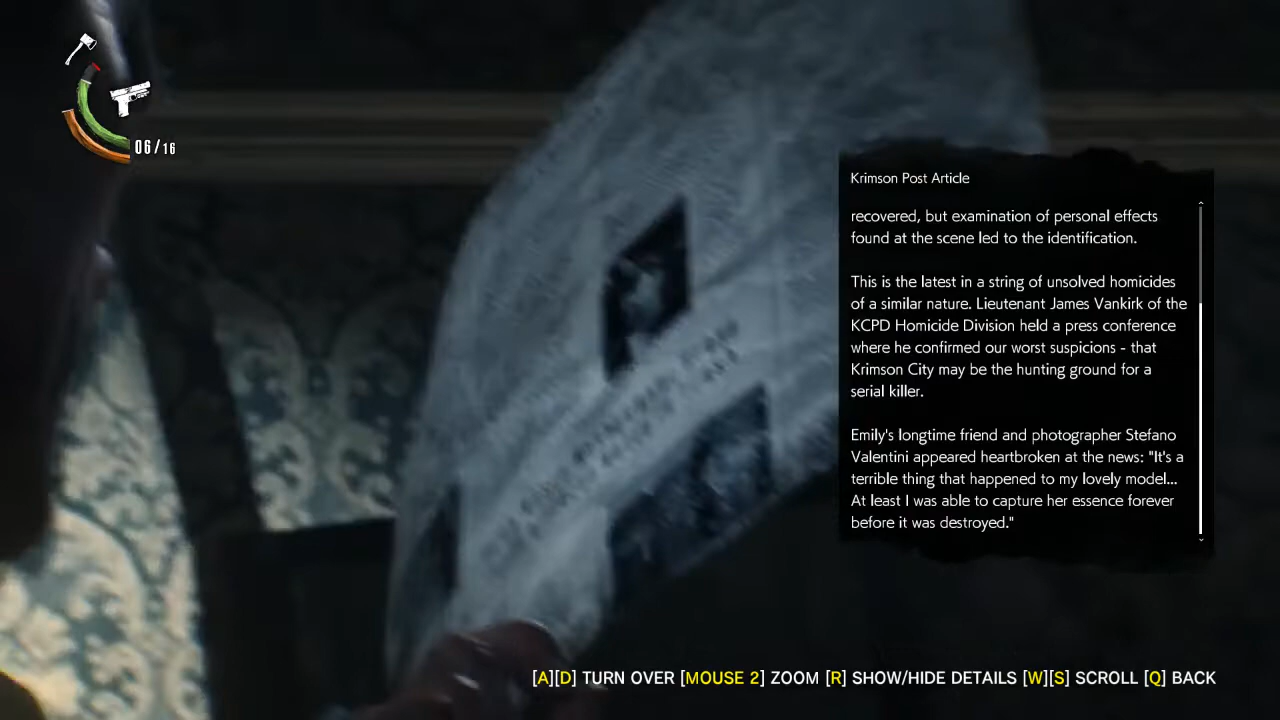 06/16
Krimson Post Article
recovered, but examination of personal effects
found at the scene led to the identification.
This is the latest in a string of unsolved homicides
of a similar nature. Lieutenant James Vankirk of the
KCPD Homicide Division held a press conference
where he confirmed our worst suspicions - that
Krimson City may be the hunting ground for a
serial killer.
Emily's longtime friend and photographer Stefano
Valentini appeared heartbroken at the news: "It's a
terrible thing that happened to my lovely model...
At least I was able to capture her essence forever
before it was destroyed."
[A][D] TURN OVER [MOUSE 2] ZOOM [R] SHOW/HIDE DETAILS [W][S] SCROLL [Q] BACK